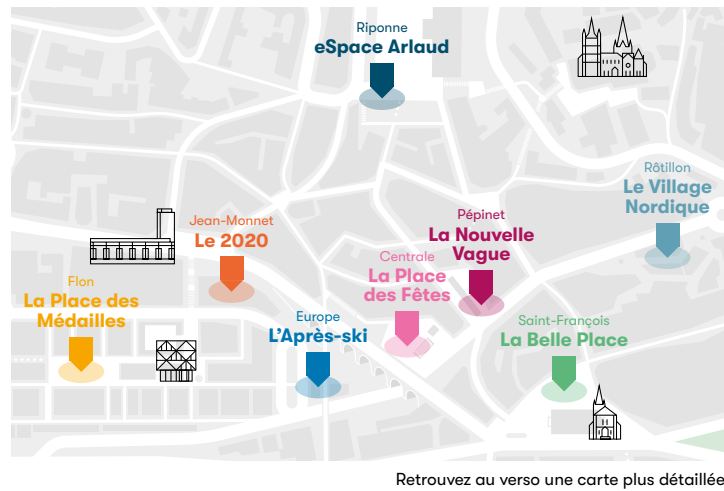 Riponne
eSpace Arlaud
Rôtillon
Le Village
Nordique
Jean-Monnet
Le 2020
Pépinet
La Nouvelle
Vague
Centrale
La Place
des Fêtes
Flon
La Place des
Médailles
Europe
L'Après-ski
Saint-François
La Belle Place
Retrouvez au verso une carte plus détaillée